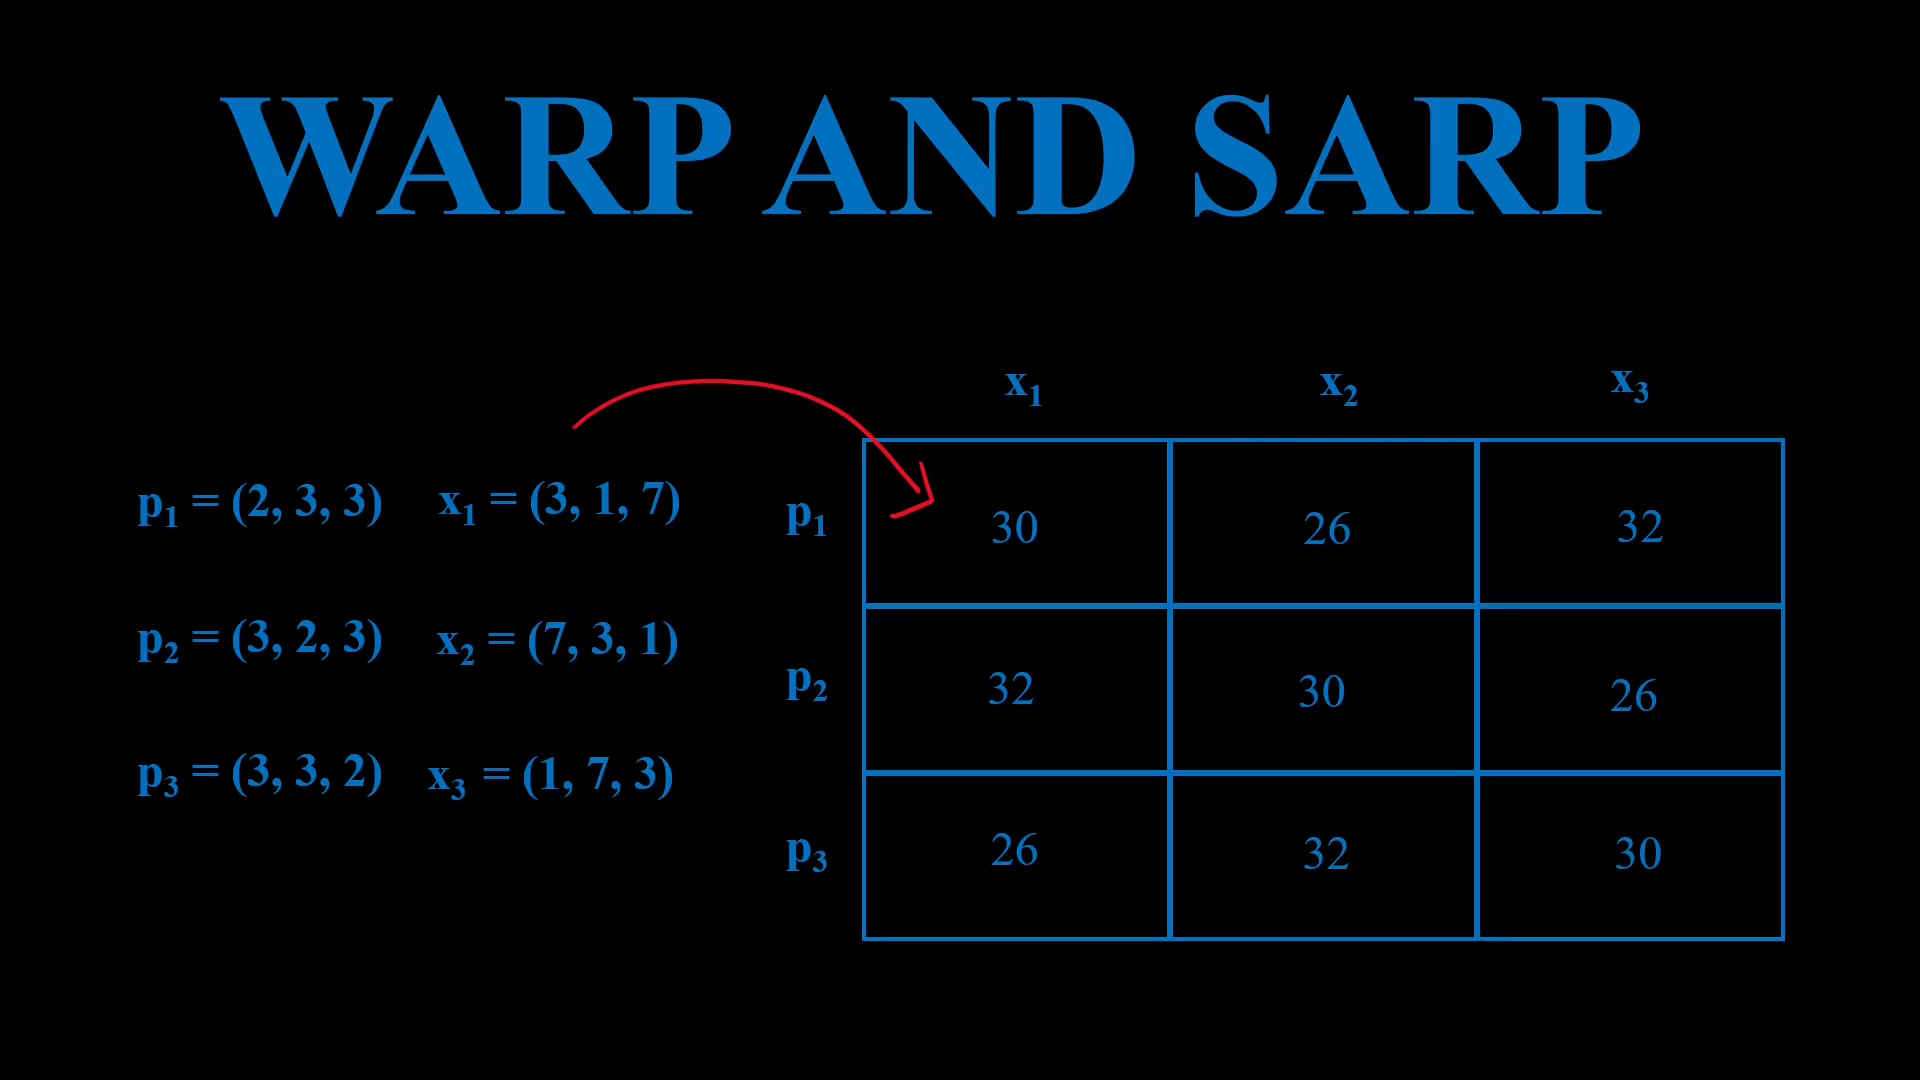 WARP AND SARP
x₁ x₂ x₃
p₁ = (2, 3, 3) x₁ = (3, 1, 7) p₁ 30 26 32
p₂ = (3, 2, 3) x₂ = (7, 3, 1) p₂ 32 30 26
p₃ = (3, 3, 2) x₃ = (1, 7, 3) p₃ 26 32 30